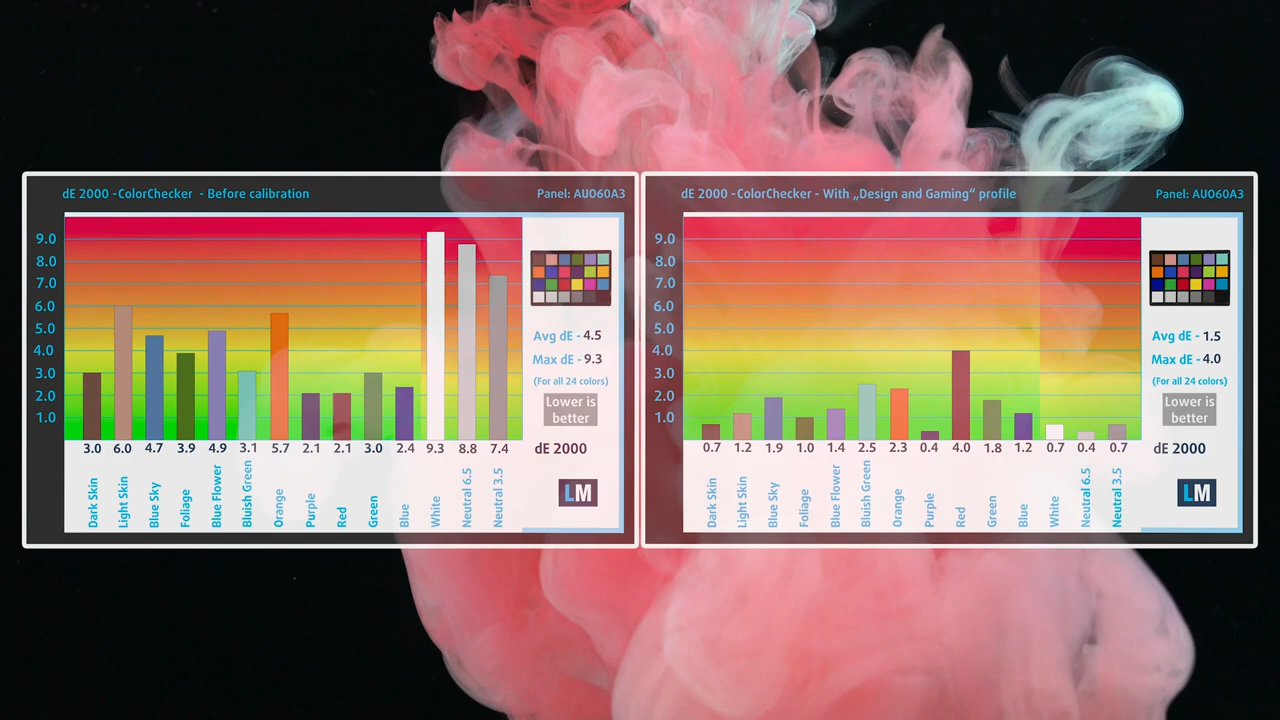 dE 2000 -ColorChecker - Before calibration
Panel: AUO60A3
9.0
8.0
7.0
6.0
5.0
4.0
3.0
2.0
1.0
Avg dE - 4.5
Max dE - 9.3
(For all 24 colors)
Lower is
better
3.0 6.0 4.7 3.9 4.9 3.1 5.7 2.1 2.1 3.0 2.4 9.3 8.8 7.4
dE 2000
Dark Skin
Light Skin
Blue Sky
Foliage
Blue Flower
Bluish Green
Orange
Purple
Red
Green
Blue
White
Neutral 6.5
Neutral 3.5
LM
dE 2000 -ColorChecker - With „Design and Gaming“ profile
Panel: AUO60A3
9.0
8.0
7.0
6.0
5.0
4.0
3.0
2.0
1.0
Avg dE - 1.5
Max dE - 4.0
(For all 24 colors)
Lower is
better
0.7 1.2 1.9 1.0 1.4 2.5 2.3 0.4 4.0 1.8 1.2 0.7 0.4 0.7
dE 2000
Dark Skin
Light Skin
Blue Sky
Foliage
Blue Flower
Bluish Green
Orange
Purple
Red
Green
Blue
White
Neutral 6.5
Neutral 3.5
LM